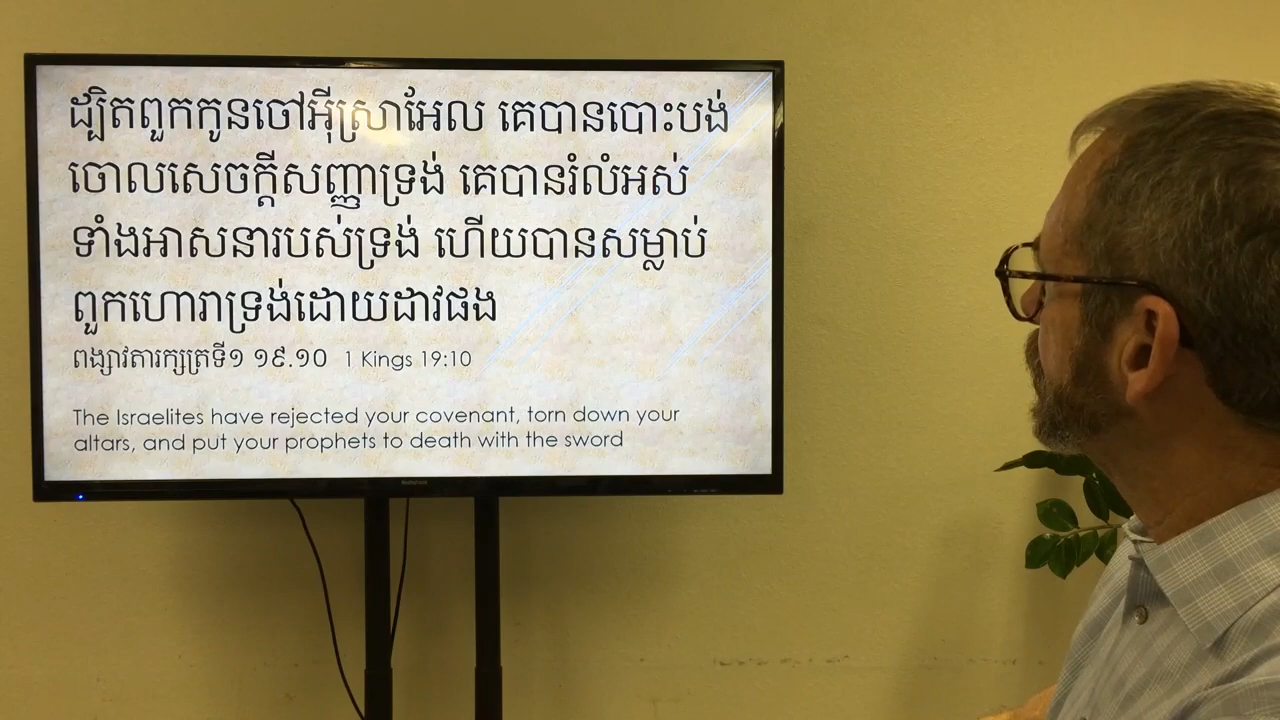 ដ្បិតពួកកូនចៅអ៊ីស្រាអែល គេបានបោះបង់
ចោលសេចក្ដីសញ្ញាទ្រង់ គេបានរំលំអស់
ទាំងអាសនារបស់ទ្រង់ ហើយបានសម្លាប់
ពួកហោរាទ្រង់ដោយដាវផង
ពង្សាវតារក្សត្រទី១ ១៩.១០ 1 Kings 19:10
The Israelites have rejected your covenant, torn down your
altars, and put your prophets to death with the sword